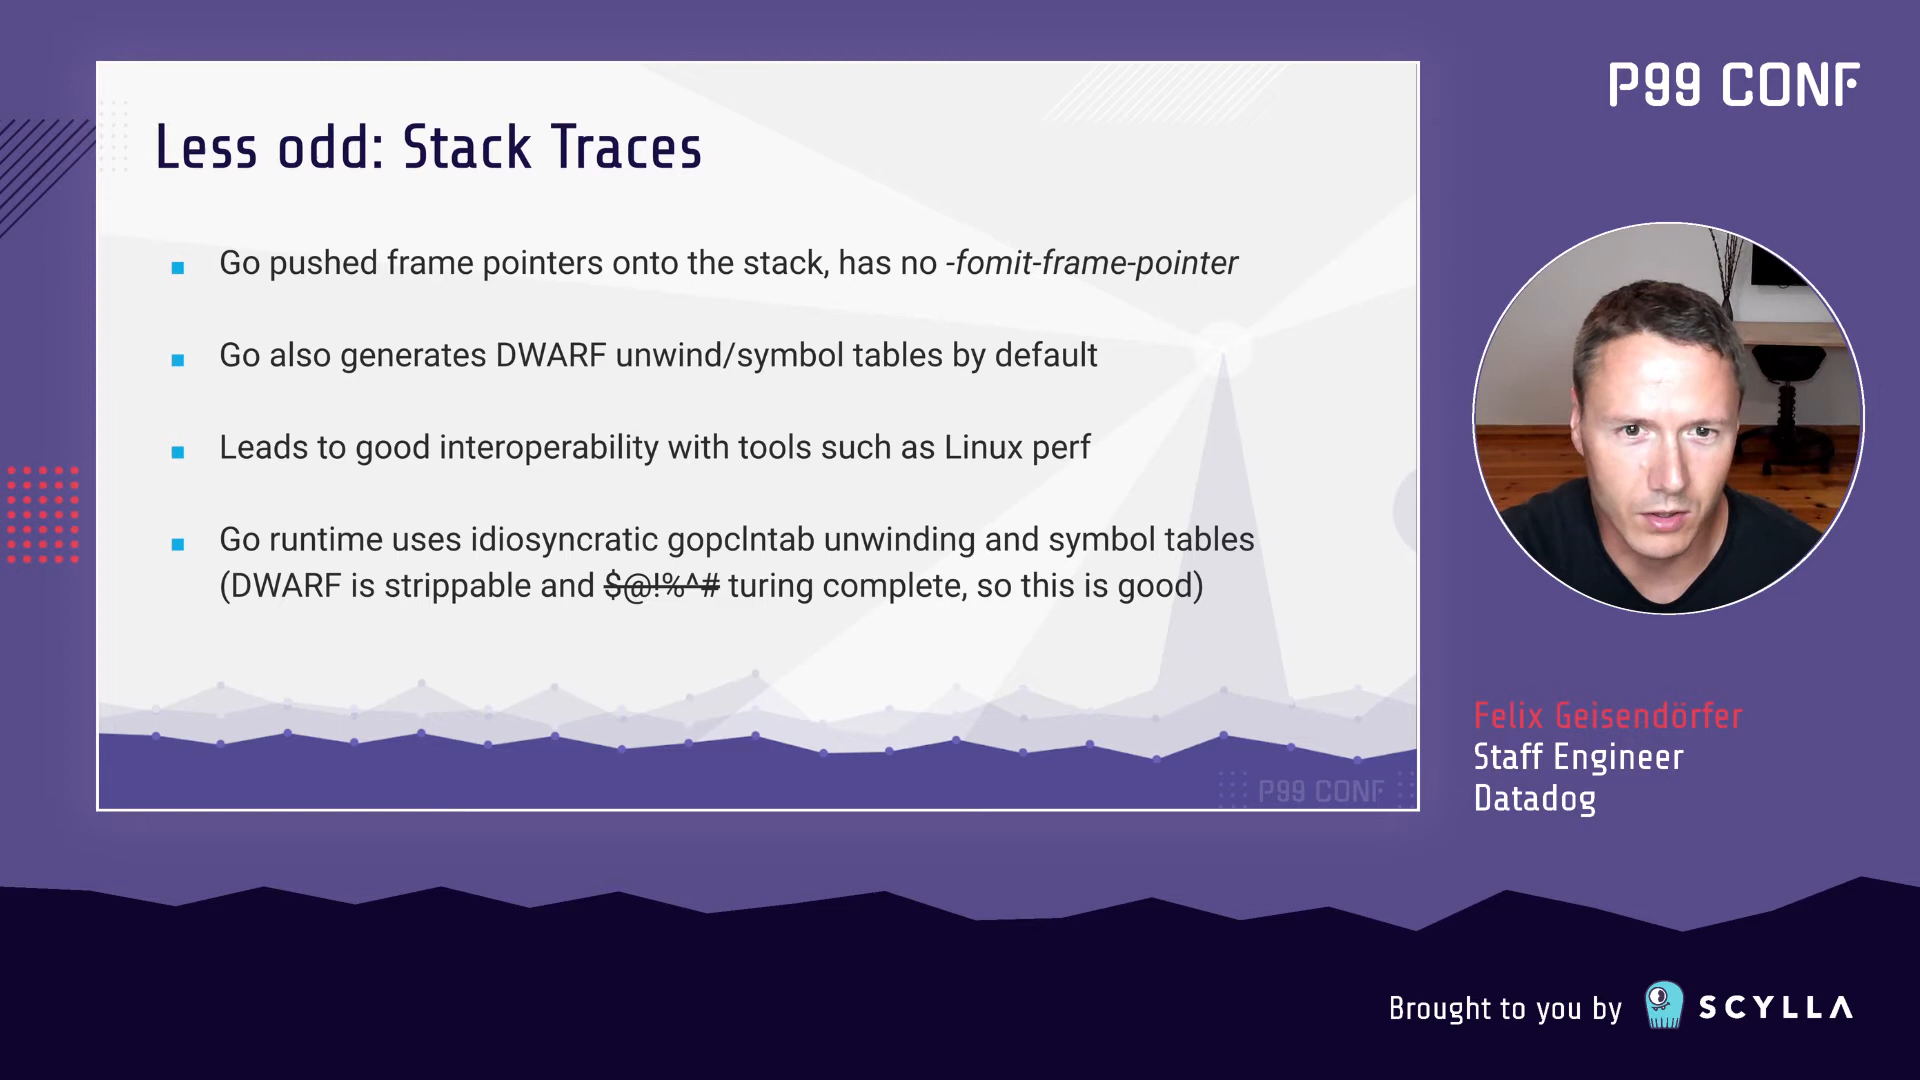 P99 CONF
Less odd: Stack Traces
Go pushed frame pointers onto the stack, has no -fomit-frame-pointer
Go also generates DWARF unwind/symbol tables by default
Leads to good interoperability with tools such as Linux perf
Go runtime uses idiosyncratic gopclntab unwinding and symbol tables
(DWARF is strippable and $@!%^# turing complete, so this is good)
P99 CONF
Felix Geisendörfer
Staff Engineer
Datadog
Brought to you by SCYLLA